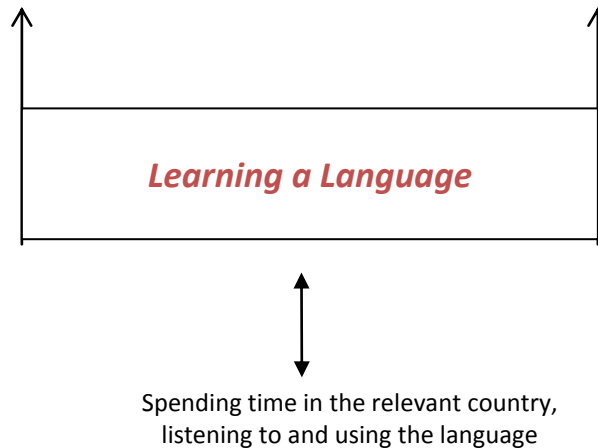 Learning a Language
Spending time in the relevant country,
listening to and using the language